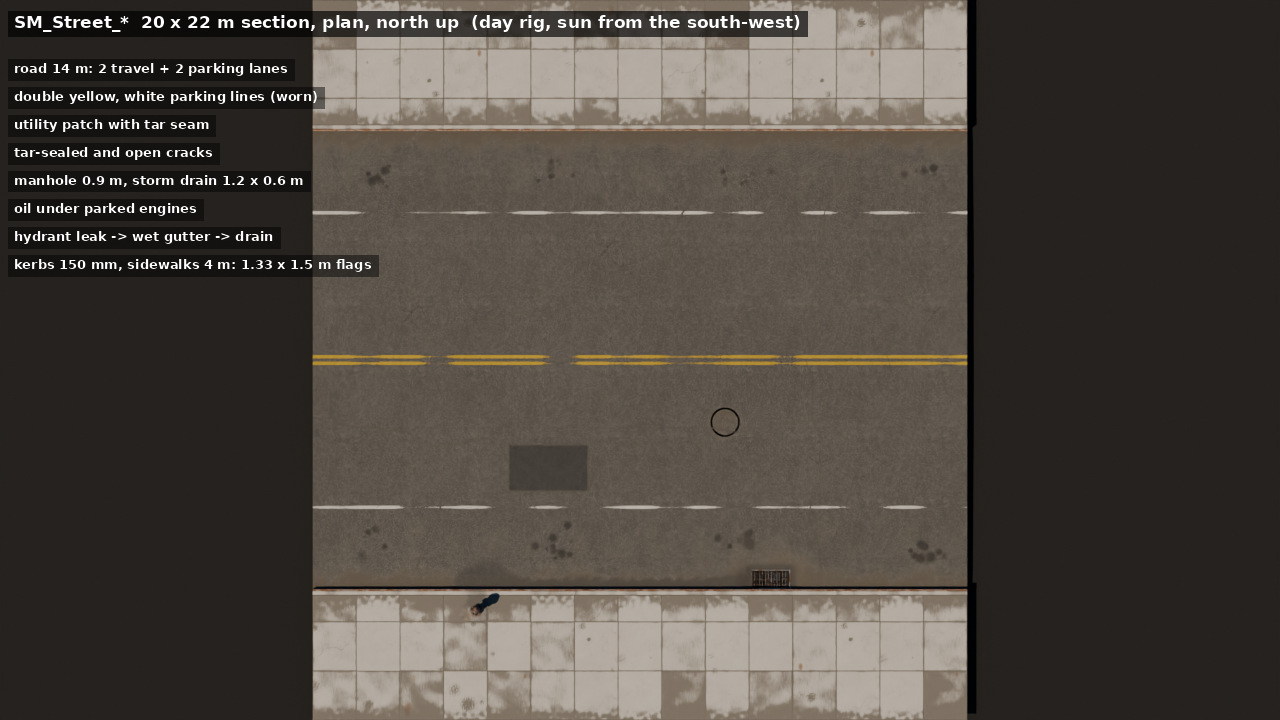 SM_Street_*  20 x 22 m section, plan, north up  (day rig, sun from the south-west)
road 14 m: 2 travel + 2 parking lanes
double yellow, white parking lines (worn)
utility patch with tar seam
tar-sealed and open cracks
manhole 0.9 m, storm drain 1.2 x 0.6 m
oil under parked engines
hydrant leak -> wet gutter -> drain
kerbs 150 mm, sidewalks 4 m: 1.33 x 1.5 m flags